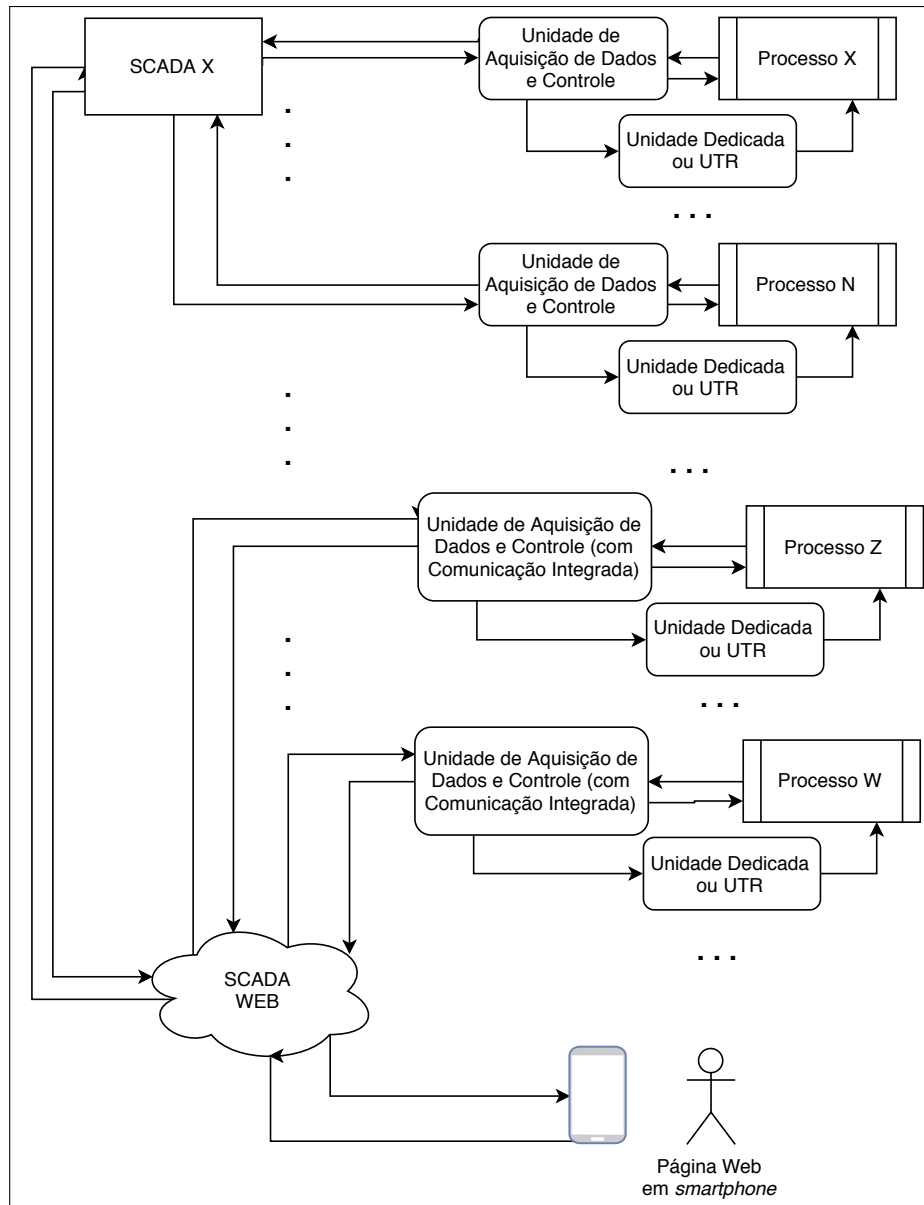 SCADA X
Unidade de
Aquisição de Dados
e Controle
Processo X
Unidade Dedicada
ou UTR
. . .
Unidade de
Aquisição de Dados
e Controle
Processo N
Unidade Dedicada
ou UTR
. . .
Unidade de Aquisição de
Dados e Controle (com
Comunicação Integrada)
Processo Z
Unidade Dedicada
ou UTR
. . .
Unidade de Aquisição de
Dados e Controle (com
Comunicação Integrada)
Processo W
Unidade Dedicada
ou UTR
. . .
SCADA
WEB
Página Web
em smartphone